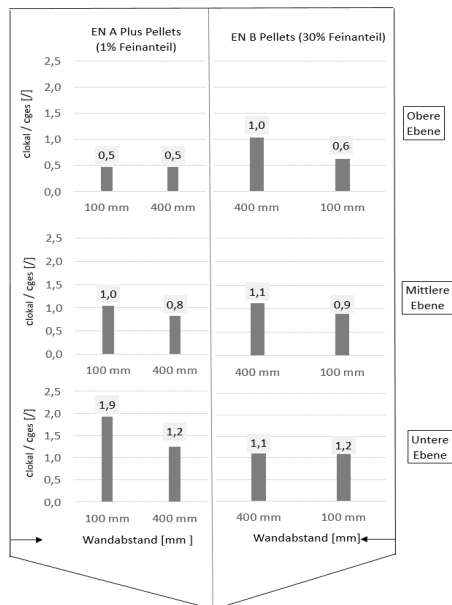 EN A Plus Pellets
(1% Feinanteil)
EN B Pellets (30% Feinanteil)
clokal / cges [/]
2,5
2,0
1,5
1,0
0,5
0,0
0,5
0,5
100 mm
400 mm
1,0
0,6
400 mm
100 mm
Obere
Ebene
clokal / cges [/]
2,5
2,0
1,5
1,0
0,5
0,0
1,0
0,8
100 mm
400 mm
1,1
0,9
400 mm
100 mm
Mittlere
Ebene
clokal / cges [/]
2,5
2,0
1,5
1,0
0,5
0,0
1,9
1,2
100 mm
400 mm
1,1
1,2
400 mm
100 mm
Untere
Ebene
Wandabstand [mm ]
Wandabstand [mm]